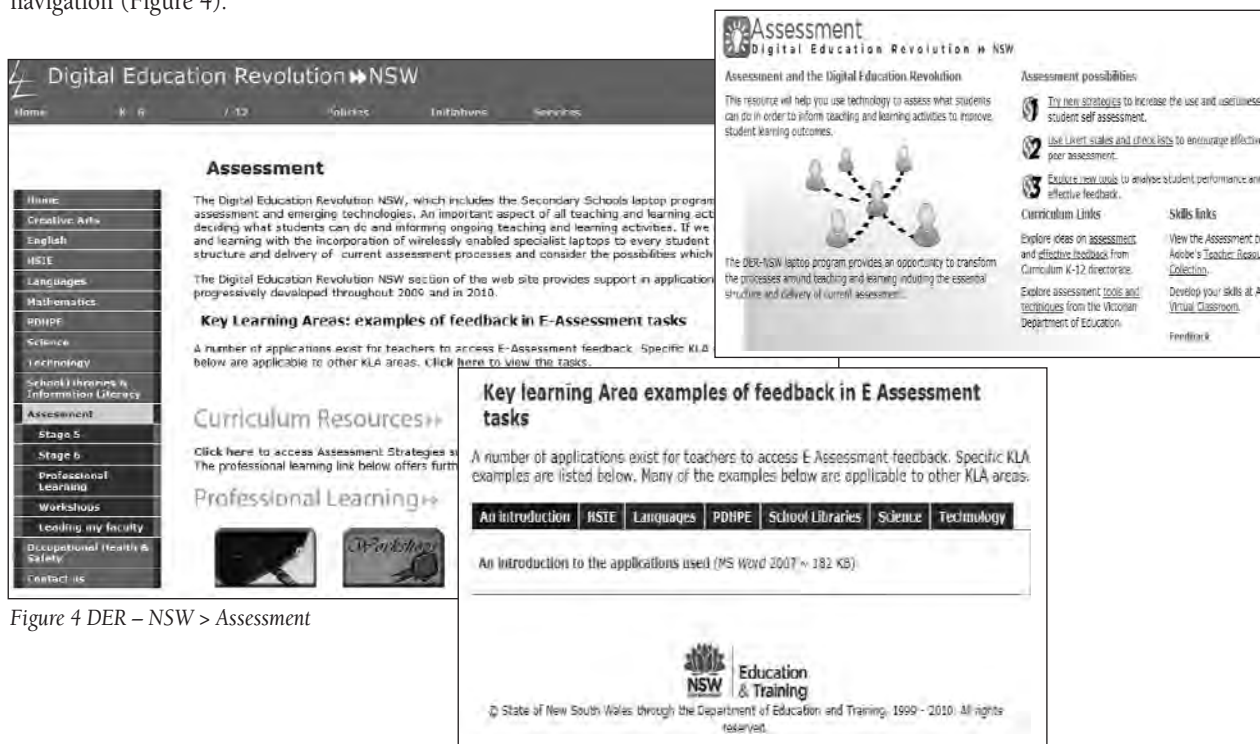 navigation (Figure 4).
Digital Education Revolution NSW
Home K-6 7-12 Policies Initiatives Services
Home
Creative Arts
English
HSIE
Languages
Mathematics
PDHPE
Science
Technology
School Libraries &
Information Literacy
Assessment
Stage 5
Stage 6
Professional
Learning
Workshops
Leading my faculty
Occupational Health &
Safety
Contact us
Assessment
The Digital Education Revolution NSW, which includes the Secondary Schools laptop program
assessment and emerging technologies. An important aspect of all teaching and learning act
deciding what students can do and informing ongoing teaching and learning activities. If we
and learning with the incorporation of wirelessly enabled specialist laptops to every student
structure and delivery of current assessment processes and consider the possibilities which
The Digital Education Revolution NSW section of the web site provides support in application
progressively developed throughout 2009 and in 2010.
Key Learning Areas: examples of feedback in E-Assessment tasks
A number of applications exist for teachers to access E-Assessment feedback. Specific KLA
below are applicable to other KLA areas. Click here to view the tasks.
Curriculum Resources
Click here to access Assessment Strategies s
The professional learning link below offers furth
Professional Learning
Workshops
Figure 4 DER – NSW > Assessment
Assessment
Digital Education Revolution NSW
Assessment and the Digital Education Revolution
This resource will help you use technology to assess what students
can do in order to inform teaching and learning activities to improve
student learning outcomes.
The DER-NSW laptop program provides an opportunity to transform
the processes around teaching and learning including the essential
structure and delivery of current assessment.
Assessment possibilities
1 Try new strategies to increase the use and usefulness
student self assessment.
2 Use Likert scales and check lists to encourage effective
peer assessment.
3 Explore new tools to analyse student performance and
effective feedback.
Curriculum Links
Explore ideas on assessment
and effective feedback from
Curriculum K-12 directorate.
Explore assessment tools and
techniques from the Victorian
Department of Education.
Skills links
View the Assessment
Adobe's Teacher Resou
Collection.
Develop your skills at A
Virtual Classroom.
Feedback
Key learning Area examples of feedback in E Assessment
tasks
A number of applications exist for teachers to access E Assessment feedback. Specific KLA
examples are listed below. Many of the examples below are applicable to other KLA areas.
An introduction HSIE Languages PDHPE School Libraries Science Technology
An introduction to the applications used (MS Word 2007 ~ 182 KB)
NSW
Education
& Training
© State of New South Wales through the Department of Education and Training, 1999 - 2010. All rights
reserved.